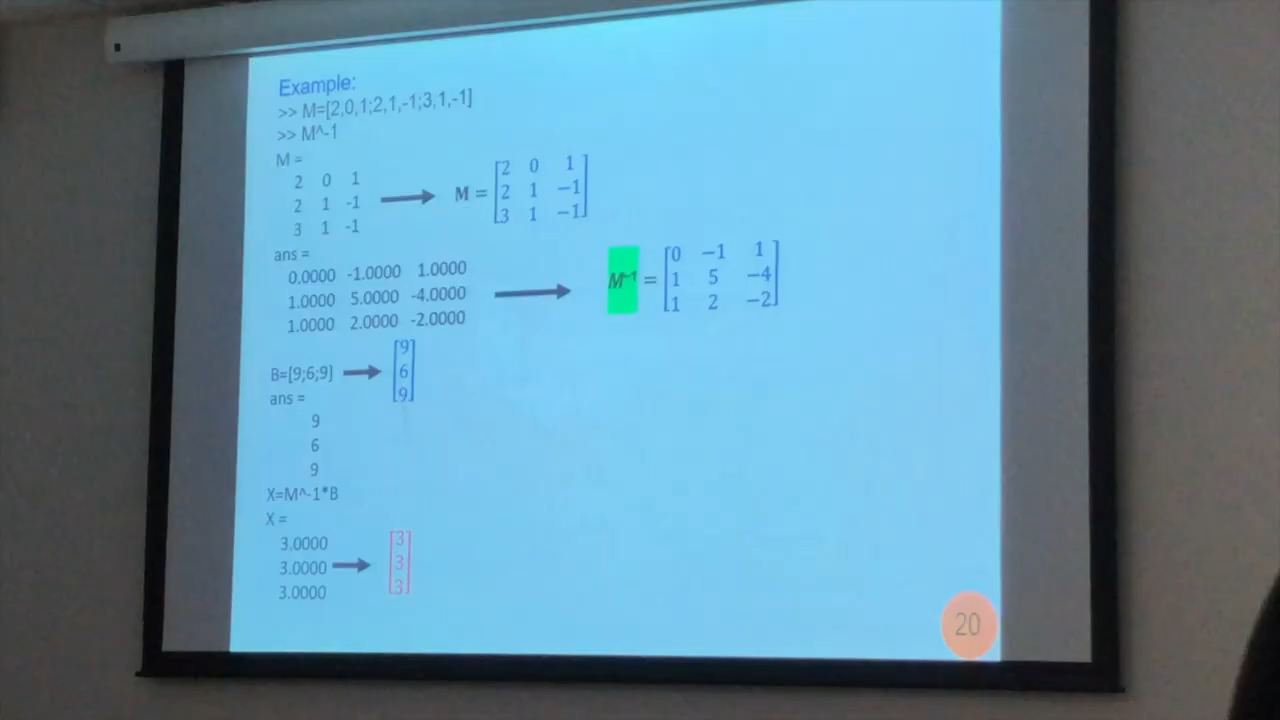 Example:
>> M=[2,0,1;2,1,-1;3,1,-1]
>> M^-1
M =
2 0 1
2 1 -1
3 1 -1
M = [2 0 1
2 1 -1
3 1 -1]
ans =
0.0000 -1.0000 1.0000
1.0000 5.0000 -4.0000
1.0000 2.0000 -2.0000
M⁻¹ = [0 -1 1
1 5 -4
1 2 -2]
B=[9;6;9]
[9
6
9]
ans =
9
6
9
X=M^-1*B
X =
3.0000
3.0000
3.0000
[3
3
3]
20